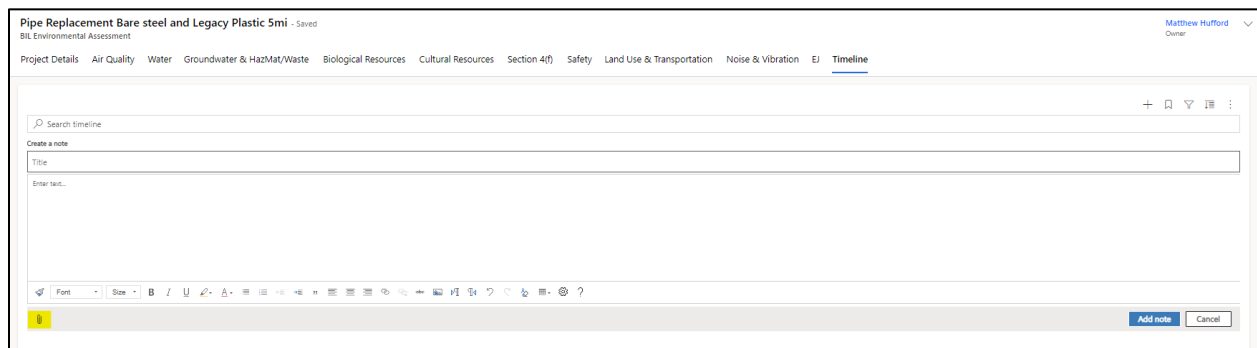 Pipe Replacement Bare steel and Legacy Plastic 5mi - Saved
BIL Environmental Assessment
Matthew Hufford
Owner
Project Details Air Quality Water Groundwater & HazMat/Waste Biological Resources Cultural Resources Section 4(f) Safety Land Use & Transportation Noise & Vibration EJ Timeline
Search timeline
Create a note
Title
Enter text...
Font Size B I U A abc ?
Add note Cancel